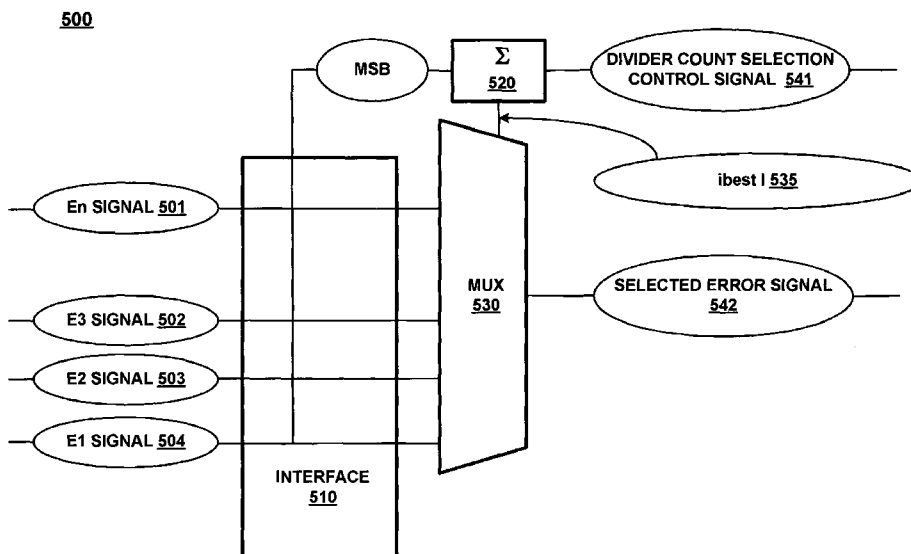 500
MSB
Σ
520
DIVIDER COUNT SELECTION
CONTROL SIGNAL 541
ibest I 535
En SIGNAL 501
MUX
530
SELECTED ERROR SIGNAL
542
E3 SIGNAL 502
E2 SIGNAL 503
E1 SIGNAL 504
INTERFACE
510